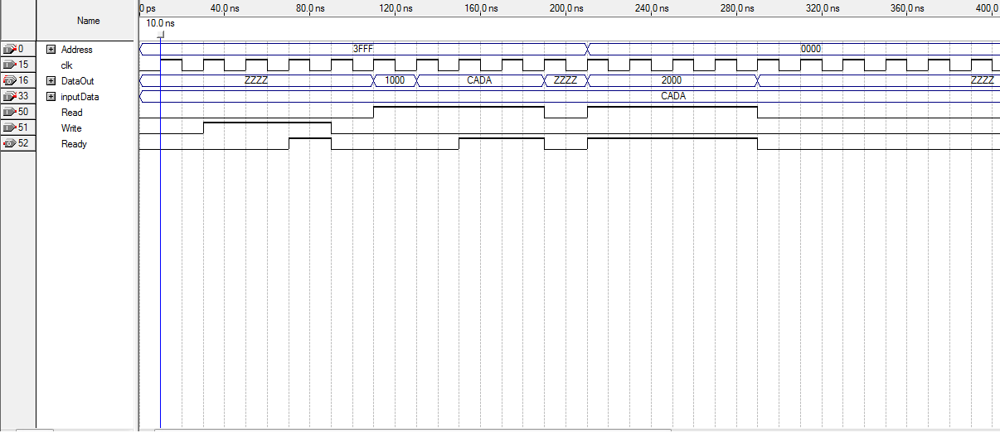 Name
0 ps 40.0 ns 80.0 ns 120.0 ns 160.0 ns 200.0 ns 240.0 ns 280.0 ns 320.0 ns 360.0 ns 400.0
10.0 ns
0 Address 3FFF 0000
15 clk
16 DataOut ZZZZ 1000 CADA ZZZZ 2000 ZZZZ
33 inputData CADA
50 Read
51 Write
52 Ready